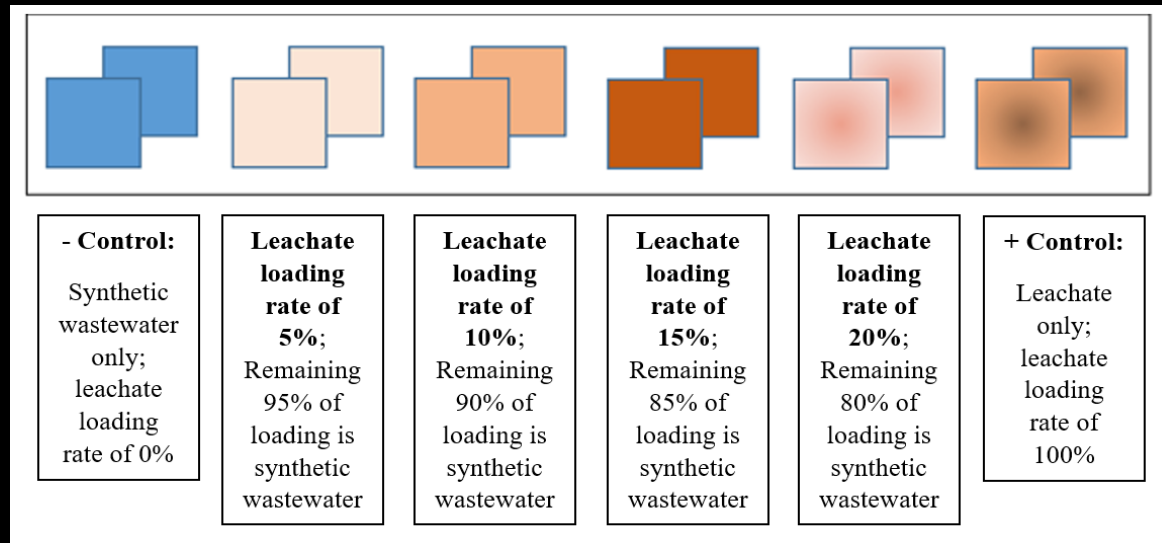 - Control:
Synthetic
wastewater
only;
leachate
loading
rate of 0%
Leachate
loading
rate of
5%;
Remaining
95% of
loading is
synthetic
wastewater
Leachate
loading
rate of
10%;
Remaining
90% of
loading is
synthetic
wastewater
Leachate
loading
rate of
15%;
Remaining
85% of
loading is
synthetic
wastewater
Leachate
loading
rate of
20%;
Remaining
80% of
loading is
synthetic
wastewater
+ Control:
Leachate
only;
leachate
loading
rate of
100%